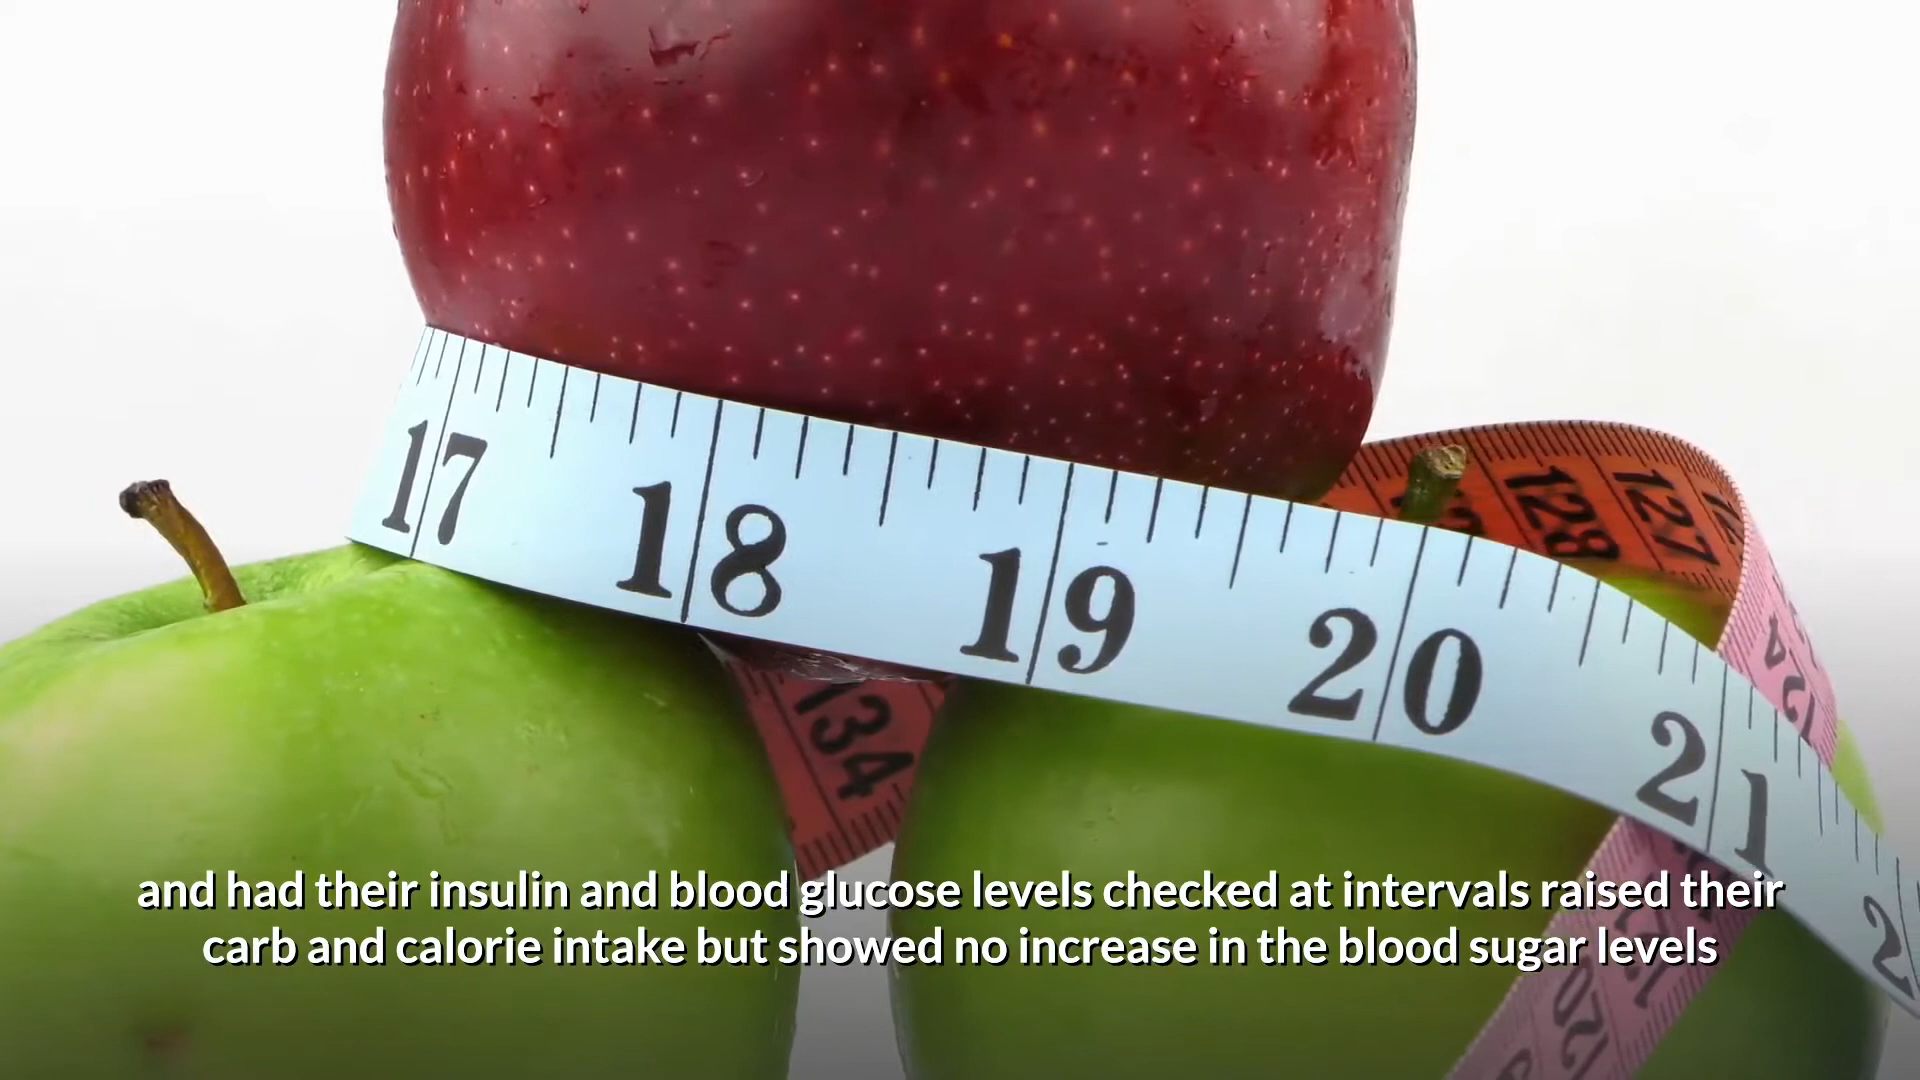 17 18 19 20 21 2
128 127
134
and had their insulin and blood glucose levels checked at intervals raised their
carb and calorie intake but showed no increase in the blood sugar levels